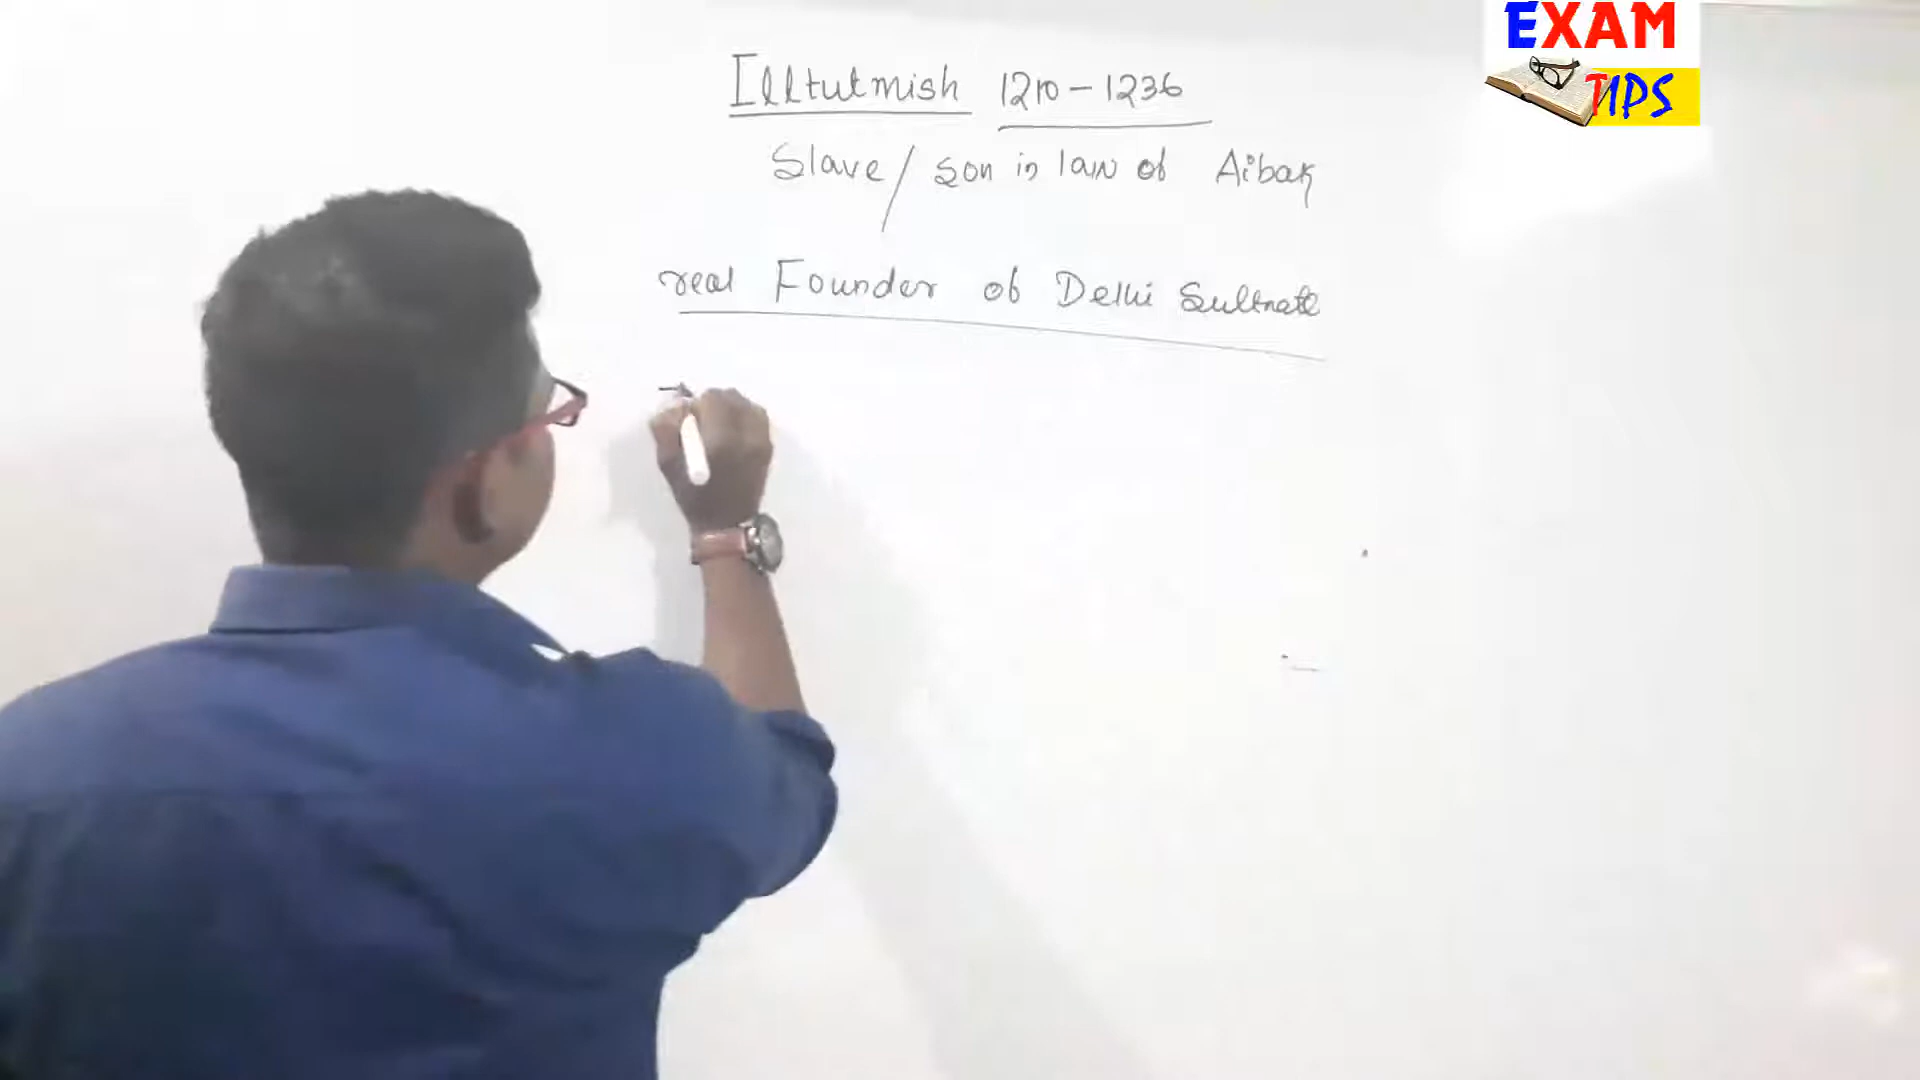 EXAM
TIPS
Illtutmish 1210-1236
Slave/ son in law of Aibak
real Founder of Delhi Sultnate